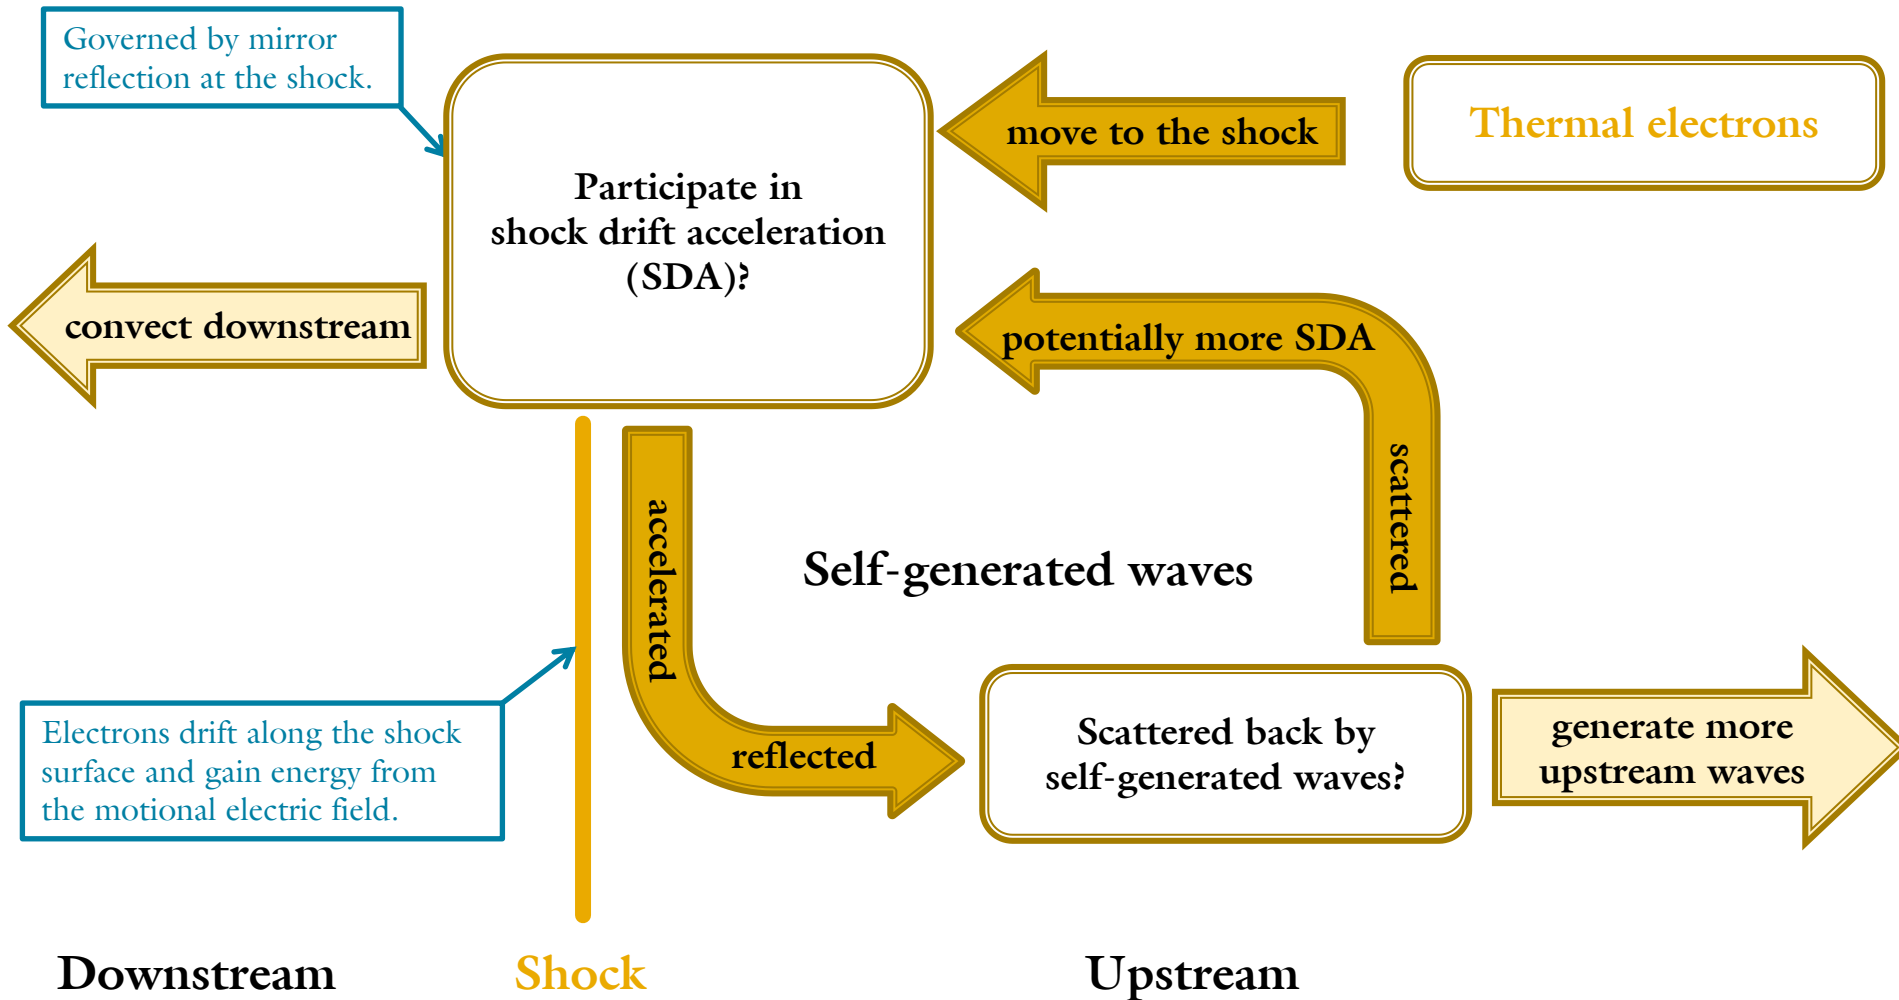 Governed by mirror
reflection at the shock.
Participate in
shock drift acceleration
(SDA)?
move to the shock
Thermal electrons
convect downstream
potentially more SDA
scattered
accelerated
Self-generated waves
reflected
Scattered back by
self-generated waves?
generate more
upstream waves
Electrons drift along the shock
surface and gain energy from
the motional electric field.
Downstream
Shock
Upstream